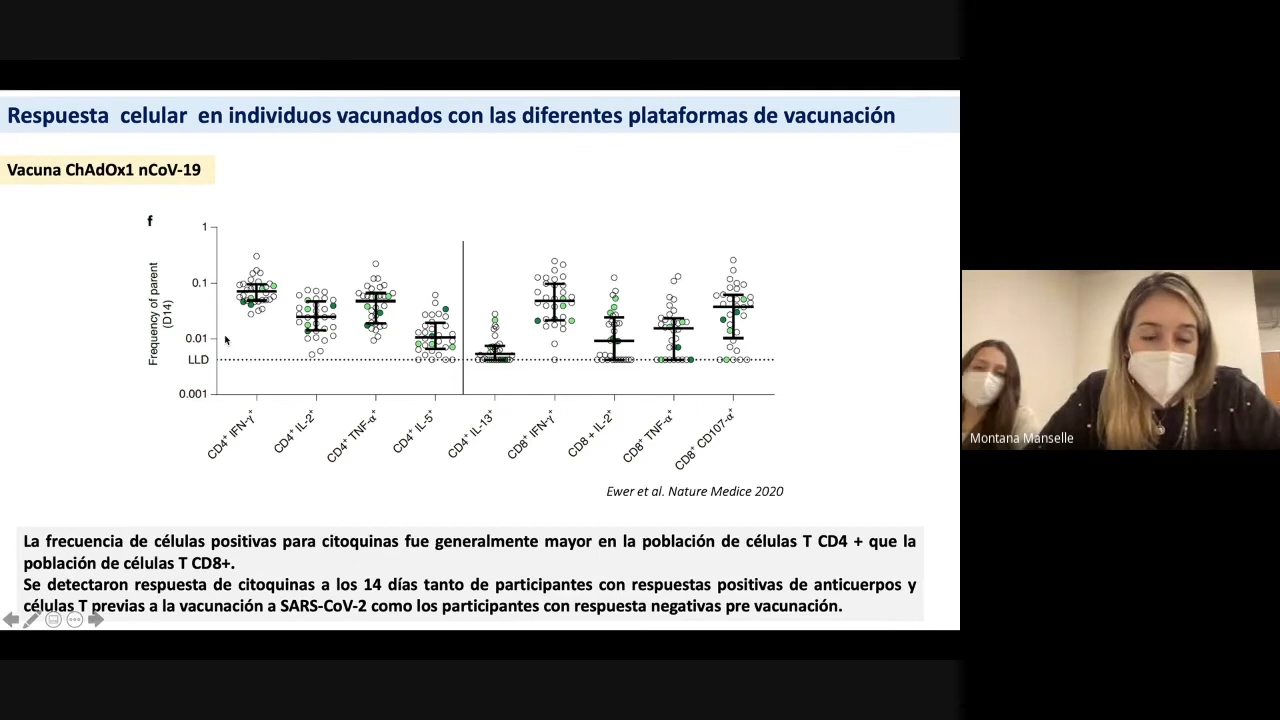 Respuesta celular en individuos vacunados con las diferentes plataformas de vacunación
Vacuna ChAdOx1 nCoV-19
f
Frequency of parent
(D14)
1
0.1
0.01
LLD
0.001
CD4⁺ IFN-γ⁺
CD4⁺ IL-2⁺
CD4⁺ TNF-α⁺
CD4⁺ IL-5⁺
CD4⁺ IL-13⁺
CD8⁺ IFN-γ⁺
CD8 + IL-2⁺
CD8⁺ TNF-α⁺
CD8⁺ CD107-α⁺
Ewer et al. Nature Medice 2020
La frecuencia de células positivas para citoquinas fue generalmente mayor en la población de células T CD4 + que la
población de células T CD8+.
Se detectaron respuesta de citoquinas a los 14 días tanto de participantes con respuestas positivas de anticuerpos y
células T previas a la vacunación a SARS-CoV-2 como los participantes con respuesta negativas pre vacunación.
Montana Manselle